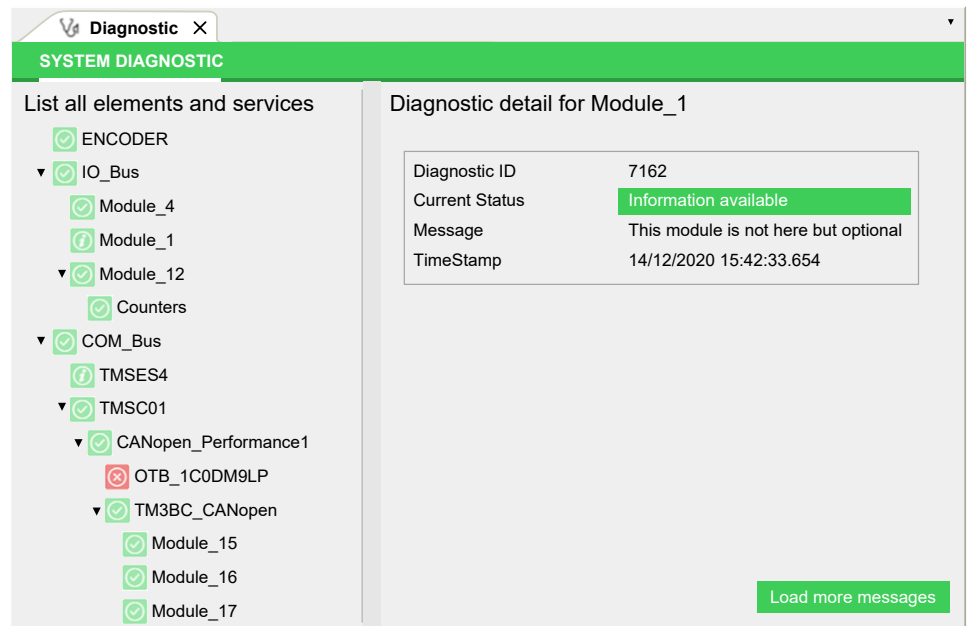 Diagnostic
SYSTEM DIAGNOSTIC
List all elements and services
ENCODER
IO_Bus
Module_4
Module_1
Module_12
Counters
COM_Bus
TMSES4
TMSC01
CANopen_Performance1
OTB_1C0DM9LP
TM3BC_CANopen
Module_15
Module_16
Module_17
Diagnostic detail for Module_1
Diagnostic ID 7162
Current Status Information available
Message This module is not here but optional
TimeStamp 14/12/2020 15:42:33.654
Load more messages